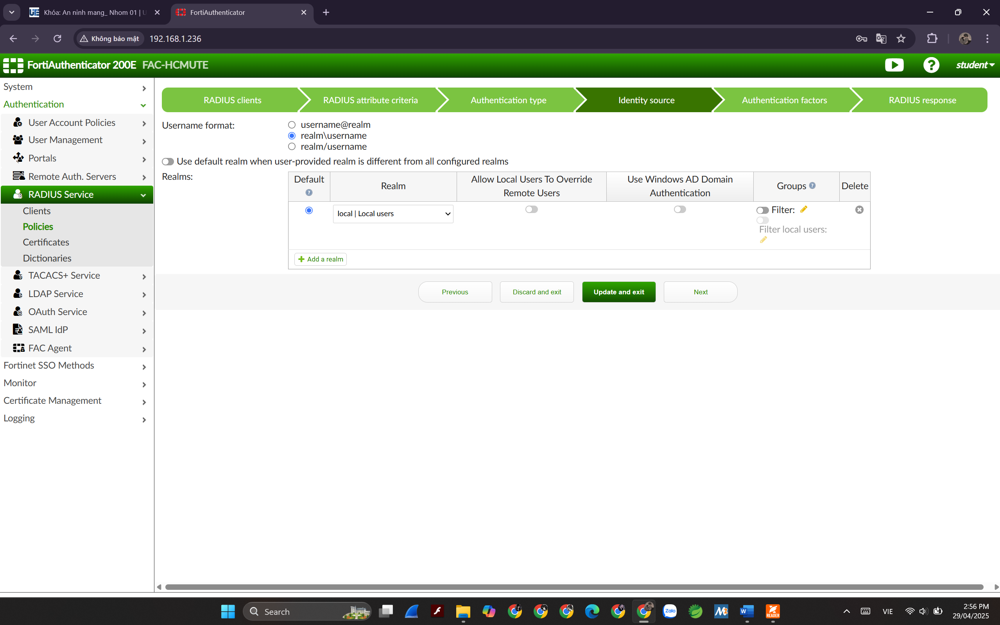 Khóa: An ninh mang_ Nhom 01 | U
FortiAuthenticator
Không bảo mật
192.168.1.236
FortiAuthenticator 200E FAC-HCMUTE
student
System
Authentication
User Account Policies
User Management
Portals
Remote Auth. Servers
RADIUS Service
Clients
Policies
Certificates
Dictionaries
TACACS+ Service
LDAP Service
OAuth Service
SAML IdP
FAC Agent
Fortinet SSO Methods
Monitor
Certificate Management
Logging
RADIUS clients
RADIUS attribute criteria
Authentication type
Identity source
Authentication factors
RADIUS response
Username format:
username@realm
realm\username
realm/username
Use default realm when user-provided realm is different from all configured realms
Realms:
Default
Realm
Allow Local Users To Override
Remote Users
Use Windows AD Domain
Authentication
Groups
Delete
local | Local users
Filter:
Filter local users:
Add a realm
Previous
Discard and exit
Update and exit
Next
Search
Zalo
READER
VIE
2:56 PM
29/04/2025